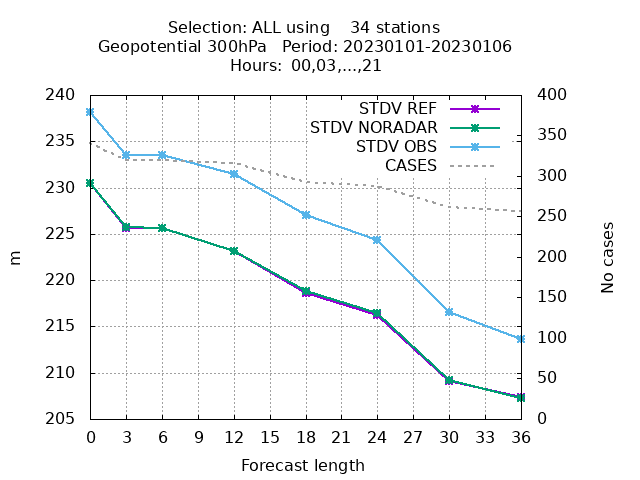 Selection: ALL using    34 stations
Geopotential 300hPa   Period: 20230101-20230106
Hours: 00,03,...,21
STDV REF
STDV NORADAR
STDV OBS
CASES
240
235
230
225
220
215
210
205
m
400
350
300
250
200
150
100
50
0
No cases
0 3 6 9 12 15 18 21 24 27 30 33 36
Forecast length